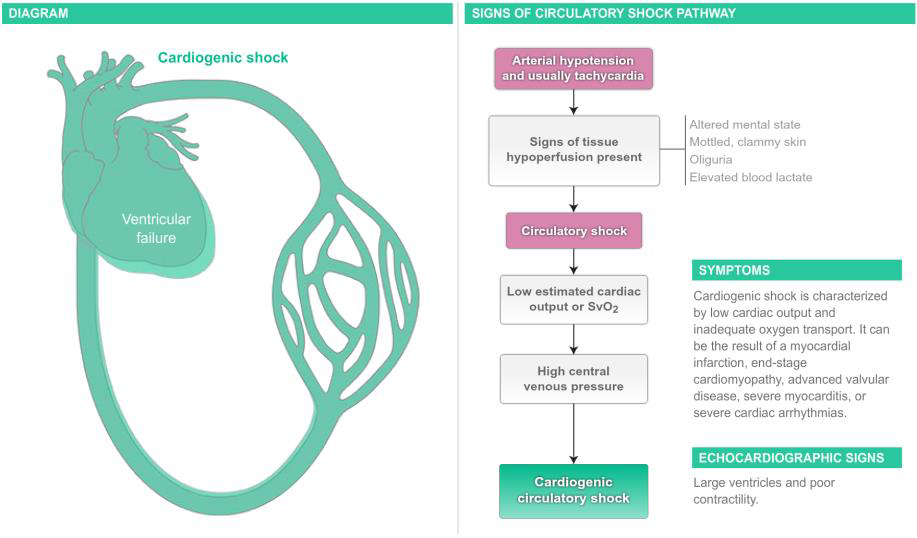 DIAGRAM
Cardiogenic shock
Ventricular
failure
SIGNS OF CIRCULATORY SHOCK PATHWAY
Arterial hypotension
and usually tachycardia
Signs of tissue
hypoperfusion present
Altered mental state
Mottled, clammy skin
Oliguria
Elevated blood lactate
Circulatory shock
Low estimated cardiac
output or SvO₂
High central
venous pressure
Cardiogenic
circulatory shock
SYMPTOMS
Cardiogenic shock is characterized
by low cardiac output and
inadequate oxygen transport. It can
be the result of a myocardial
infarction, end-stage
cardiomyopathy, advanced valvular
disease, severe myocarditis, or
severe cardiac arrhythmias.
ECHOCARDIOGRAPHIC SIGNS
Large ventricles and poor
contractility.